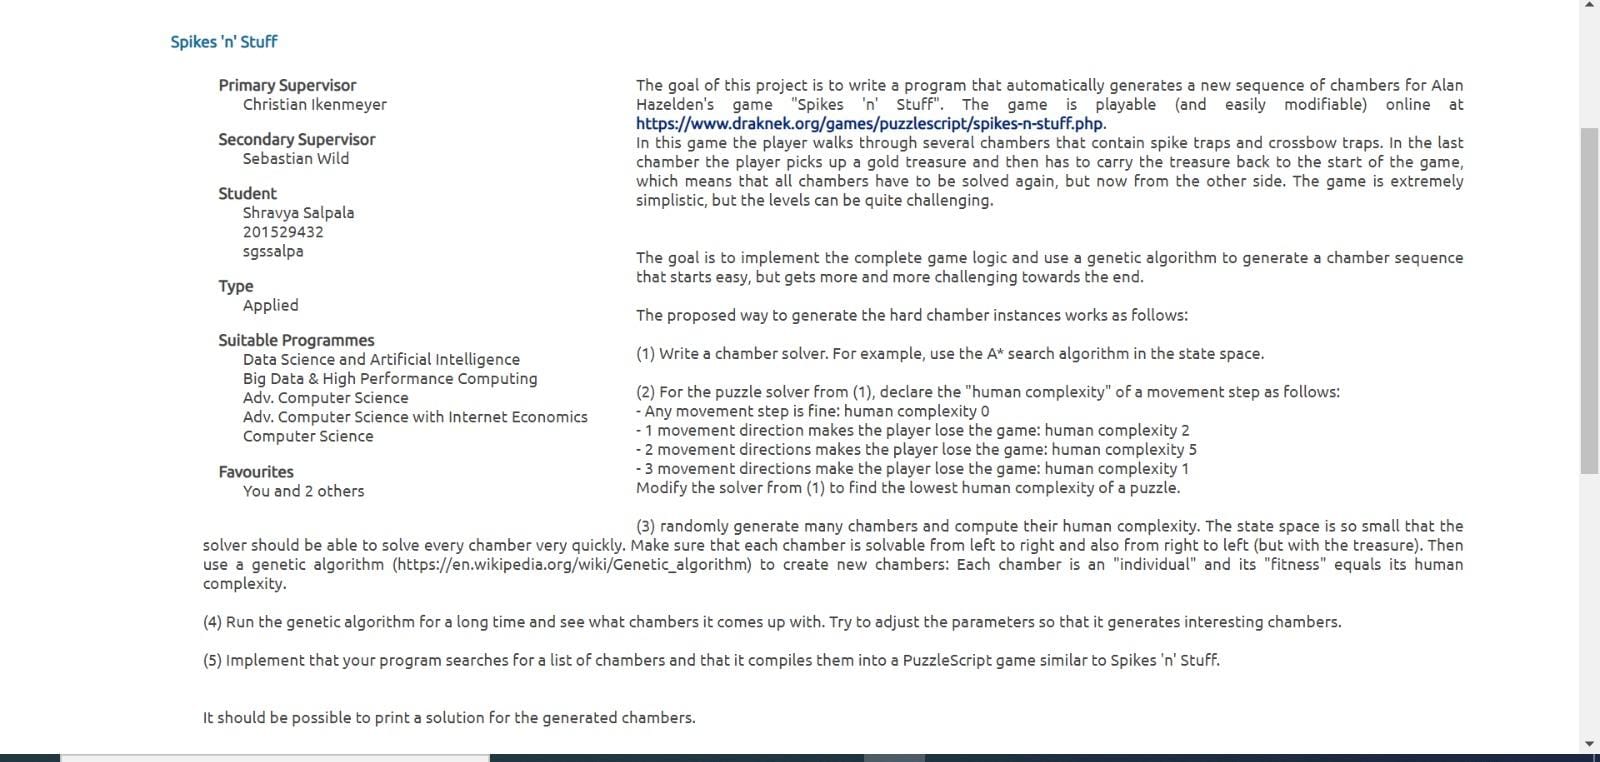 Spikes 'n' Stuff
Primary Supervisor
Christian Ikenmeyer
Secondary Supervisor
Sebastian Wild
Student
Shravya Salpala
201529432
sgssalpa
Type
Applied
Suitable Programmes
Data Science and Artificial Intelligence
Big Data & High Performance Computing
Adv. Computer Science
Adv. Computer Science with Internet Economics
Computer Science
Favourites
You and 2 others
The goal of this project is to write a program that automatically generates a new sequence of chambers for Alan
Hazelden's game "Spikes 'n' Stuff". The game is playable (and easily modifiable) online at
https://www.draknek.org/games/puzzlescript/spikes-n-stuff.php.
In this game the player walks through several chambers that contain spike traps and crossbow traps. In the last
chamber the player picks up a gold treasure and then has to carry the treasure back to the start of the game,
which means that all chambers have to be solved again, but now from the other side. The game is extremely
simplistic, but the levels can be quite challenging.
The goal is to implement the complete game logic and use a genetic algorithm to generate a chamber sequence
that starts easy, but gets more and more challenging towards the end.
The proposed way to generate the hard chamber instances works as follows:
(1) Write a chamber solver. For example, use the A* search algorithm in the state space.
(2) For the puzzle solver from (1), declare the "human complexity" of a movement step as follows:
- Any movement step is fine: human complexity 0
- 1 movement direction makes the player lose the game: human complexity 2
- 2 movement directions makes the player lose the game: human complexity 5
- 3 movement directions make the player lose the game: human complexity 1
Modify the solver from (1) to find the lowest human complexity of a puzzle.
(3) randomly generate many chambers and compute their human complexity. The state space is so small that the
solver should be able to solve every chamber very quickly. Make sure that each chamber is solvable from left to right and also from right to left (but with the treasure). Then
use a genetic algorithm (https://en.wikipedia.org/wiki/Genetic_algorithm) to create new chambers: Each chamber is an "individual" and its "fitness" equals its human
complexity.
(4) Run the genetic algorithm for a long time and see what chambers it comes up with. Try to adjust the parameters so that it generates interesting chambers.
(5) Implement that your program searches for a list of chambers and that it compiles them into a PuzzleScript game similar to Spikes 'n' Stuff.
It should be possible to print a solution for the generated chambers.